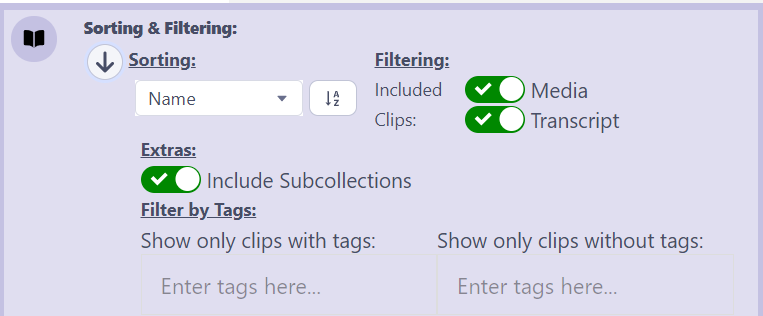 Sorting & Filtering:
Sorting:
Name
Filtering:
Included Clips:
Media
Transcript
Extras:
Include Subcollections
Filter by Tags:
Show only clips with tags:
Enter tags here...
Show only clips without tags:
Enter tags here...